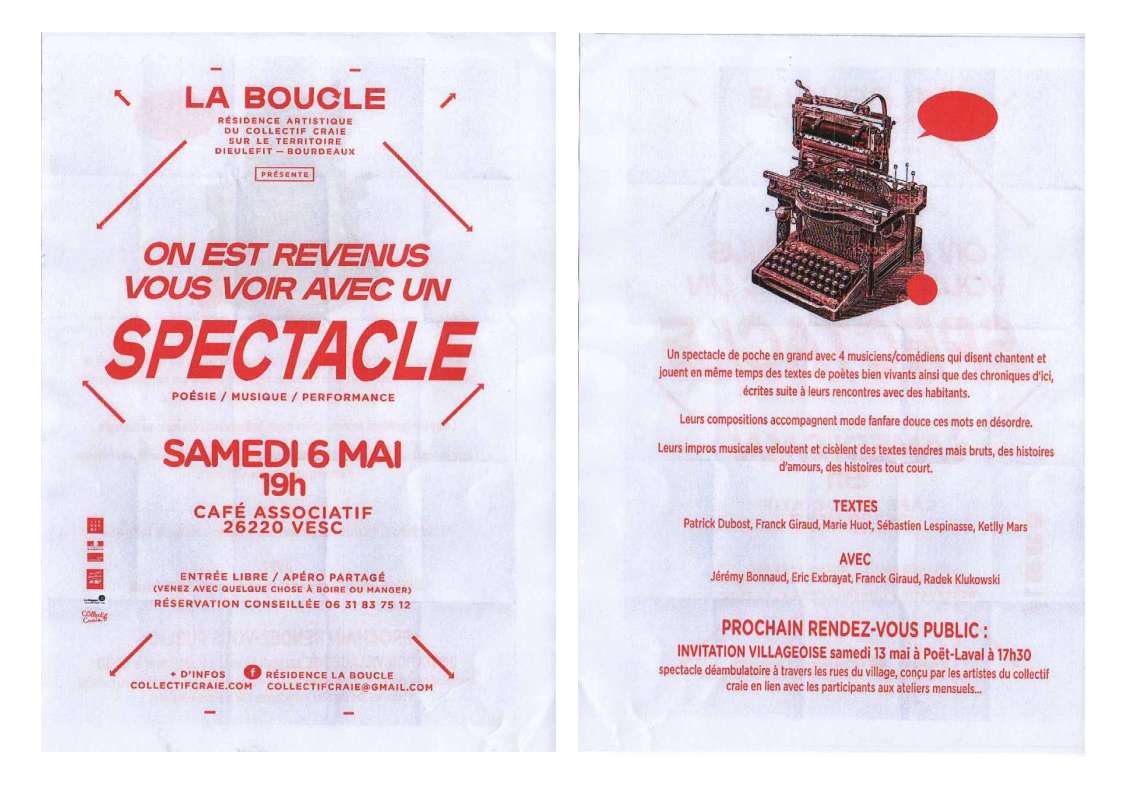 LA BOUCLE
RÉSIDENCE ARTISTIQUE
DU COLLECTIF CRAIE
SUR LE TERRITOIRE
DIEULEFIT – BOURDEAUX
PRÉSENTE
ON EST REVENUS
VOUS VOIR AVEC UN
SPECTACLE
POÉSIE / MUSIQUE / PERFORMANCE
SAMEDI 6 MAI
19h
CAFÉ ASSOCIATIF
26220 VESC
ENTRÉE LIBRE / APÉRO PARTAGÉ
(VENEZ AVEC QUELQUE CHOSE À BOIRE OU MANGER)
RÉSERVATION CONSEILLÉE 06 31 83 75 12
collectif
Craie
+ D'INFOS f RÉSIDENCE LA BOUCLE
COLLECTIFCRAIE.COM COLLECTIFCRAIE@GMAIL.COM
Un spectacle de poche en grand avec 4 musiciens/comédiens qui disent chantent et
jouent en même temps des textes de poètes bien vivants ainsi que des chroniques d'ici,
écrites suite à leurs rencontres avec des habitants.
Leurs compositions accompagnent mode fanfare douce ces mots en désordre.
Leurs impros musicales veloutent et cisèlent des textes tendres mais bruts, des histoires
d'amours, des histoires tout court.
TEXTES
Patrick Dubost, Franck Giraud, Marie Huot, Sébastien Lespinasse, Ketlly Mars
AVEC
Jérémy Bonnaud, Eric Exbrayat, Franck Giraud, Radek Klukowski
PROCHAIN RENDEZ-VOUS PUBLIC :
INVITATION VILLAGEOISE samedi 13 mai à Poët-Laval à 17h30
spectacle déambulatoire à travers les rues du village, conçu par les artistes du collectif
craie en lien avec les participants aux ateliers mensuels...